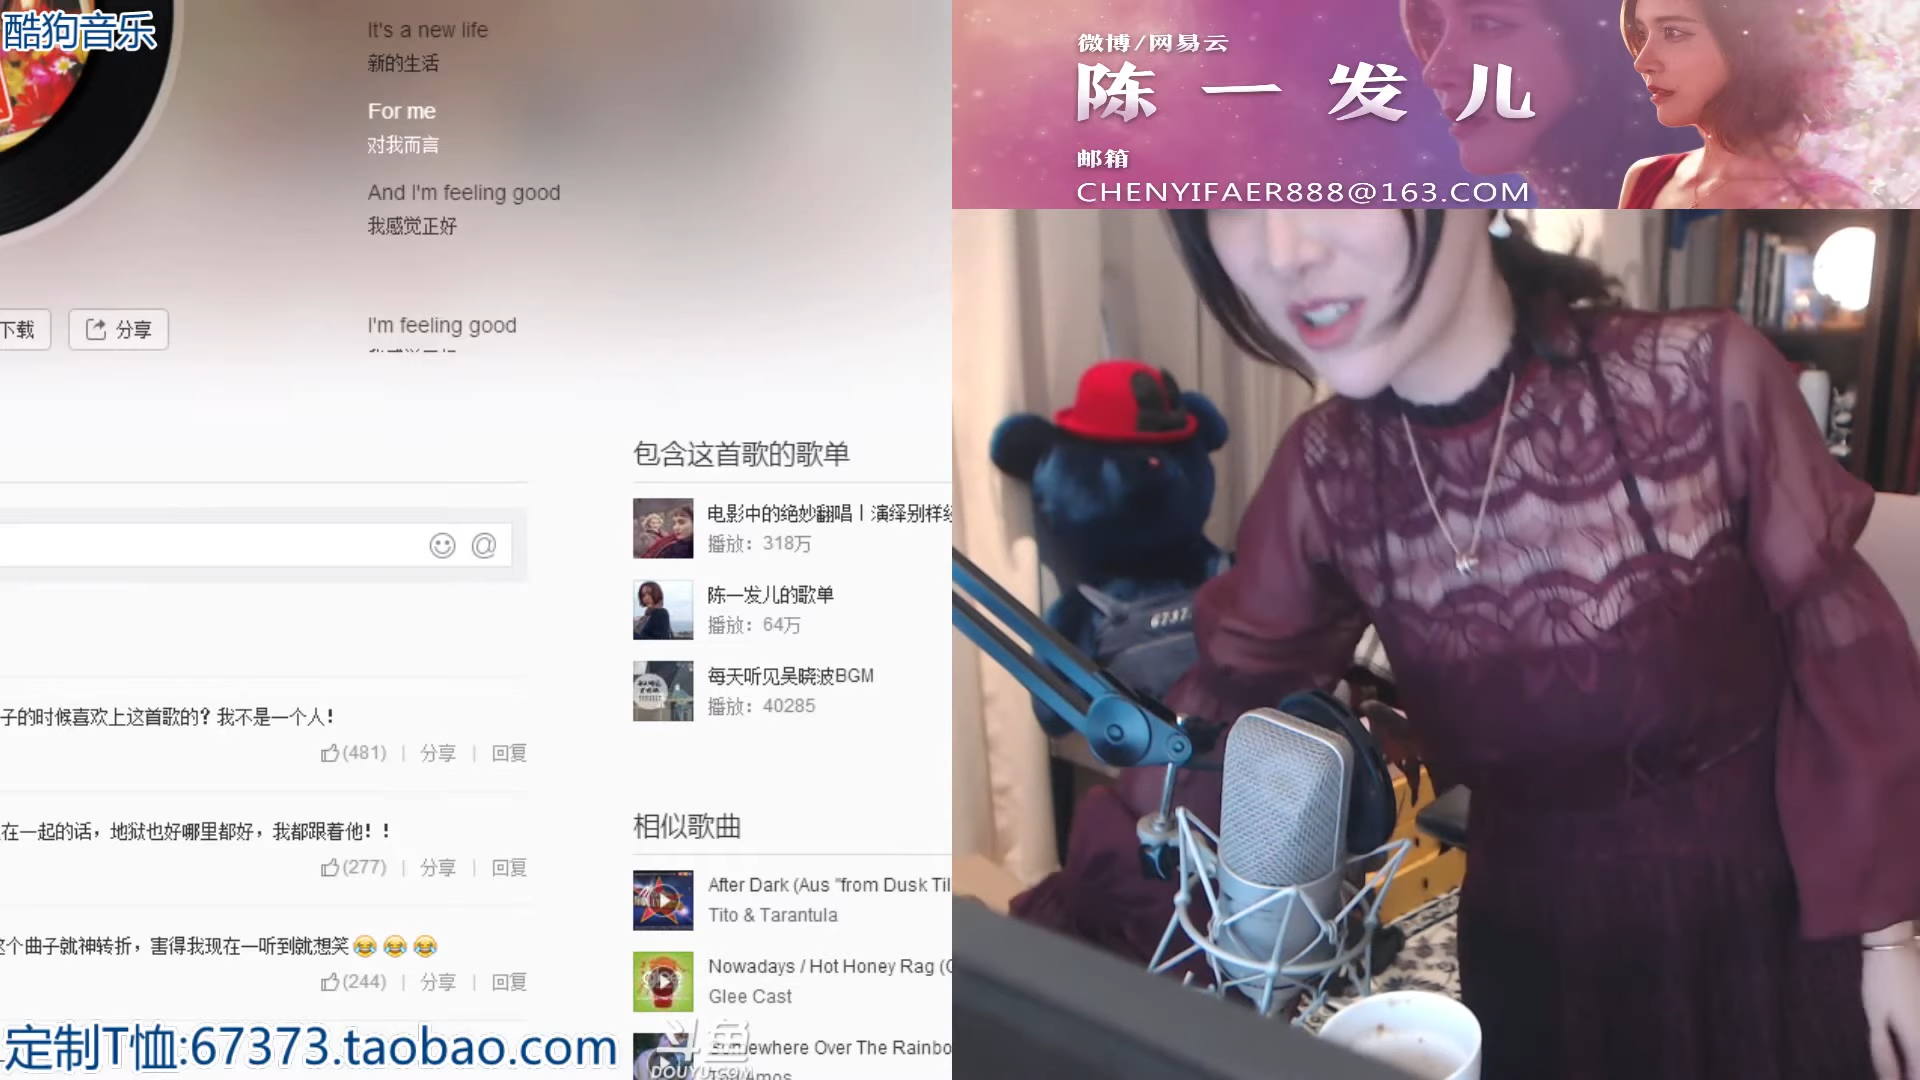 酷狗音乐
It's a new life
新的生活
For me
对我而言
And I'm feeling good
我感觉正好
I'm feeling good
下载
分享
包含这首歌的歌单
电影中的绝妙翻唱丨演绎别样
播放：318万
陈一发儿的歌单
播放：64万
每天听见吴晓波BGM
播放：40285
子的时候喜欢上这首歌的？我不是一个人！
(481) | 分享 | 回复
在一起的话，地狱也好哪里都好，我都跟着他！！
(277) | 分享 | 回复
这个曲子就神转折，害得我现在一听到就想笑😂😂😂
(244) | 分享 | 回复
相似歌曲
After Dark (Aus "from Dusk Til
Tito & Tarantula
Nowadays / Hot Honey Rag (
Glee Cast
Somewhere Over The Rainbo
Tori Amos
定制T恤:67373.taobao.com
斗鱼
DOUYU.COM
微博/网易云
陈一发儿
邮箱
CHENYIFAER888@163.COM
67373